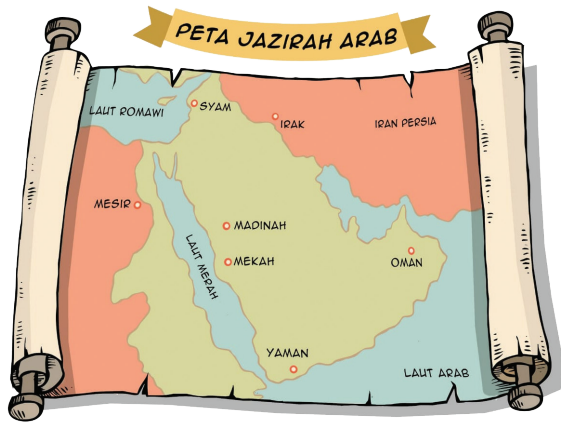 PETA JAZIRAH ARAB
LAUT ROMAWI
SYAM
IRAK
IRAN PERSIA
MESIR
MADINAH
MEKAH
LAUT MERAH
OMAN
YAMAN
LAUT ARAB